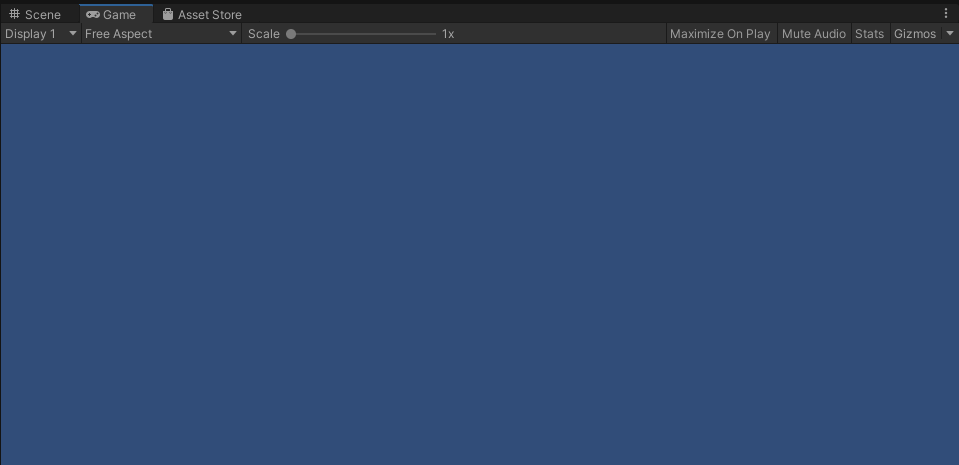 Scene Game Asset Store
Display 1 Free Aspect Scale 1x Maximize On Play Mute Audio Stats Gizmos